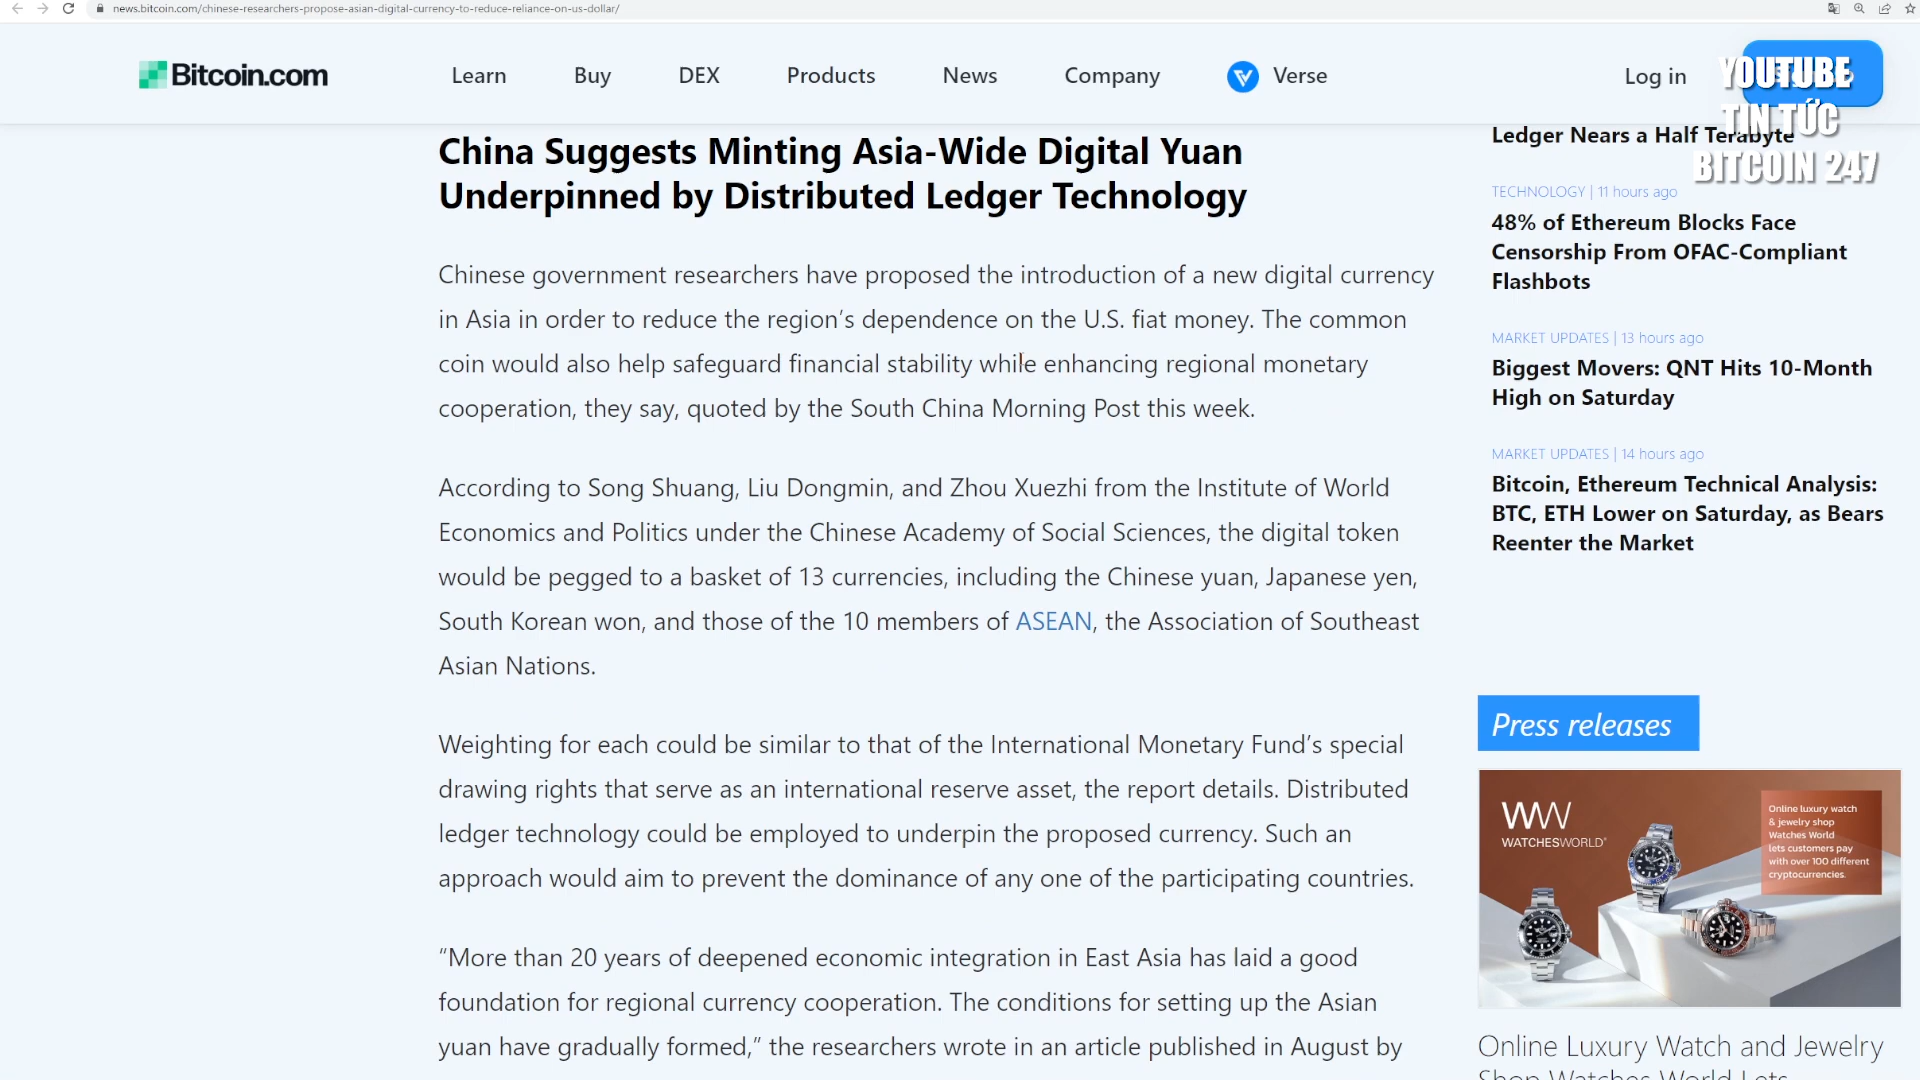 news.bitcoin.com/chinese-researchers-propose-asian-digital-currency-to-reduce-reliance-on-us-dollar/
Bitcoin.com
Learn
Buy
DEX
Products
News
Company
Verse
Log in
YOUTUBE
TIN TỨC
BITCOIN 247
China Suggests Minting Asia-Wide Digital Yuan
Underpinned by Distributed Ledger Technology
Chinese government researchers have proposed the introduction of a new digital currency
in Asia in order to reduce the region’s dependence on the U.S. fiat money. The common
coin would also help safeguard financial stability while enhancing regional monetary
cooperation, they say, quoted by the South China Morning Post this week.
According to Song Shuang, Liu Dongmin, and Zhou Xuezhi from the Institute of World
Economics and Politics under the Chinese Academy of Social Sciences, the digital token
would be pegged to a basket of 13 currencies, including the Chinese yuan, Japanese yen,
South Korean won, and those of the 10 members of ASEAN, the Association of Southeast
Asian Nations.
Weighting for each could be similar to that of the International Monetary Fund’s special
drawing rights that serve as an international reserve asset, the report details. Distributed
ledger technology could be employed to underpin the proposed currency. Such an
approach would aim to prevent the dominance of any one of the participating countries.
“More than 20 years of deepened economic integration in East Asia has laid a good
foundation for regional currency cooperation. The conditions for setting up the Asian
yuan have gradually formed,” the researchers wrote in an article published in August by
Ledger Nears a Half Terabyte
TECHNOLOGY | 11 hours ago
48% of Ethereum Blocks Face
Censorship From OFAC-Compliant
Flashbots
MARKET UPDATES | 13 hours ago
Biggest Movers: QNT Hits 10-Month
High on Saturday
MARKET UPDATES | 14 hours ago
Bitcoin, Ethereum Technical Analysis:
BTC, ETH Lower on Saturday, as Bears
Reenter the Market
Press releases
WATCHESWORLD
Online luxury watch
& jewelry shop
Watches World
lets customers pay
with over 100 different
cryptocurrencies.
Online Luxury Watch and Jewelry
Shop Watches World Lets